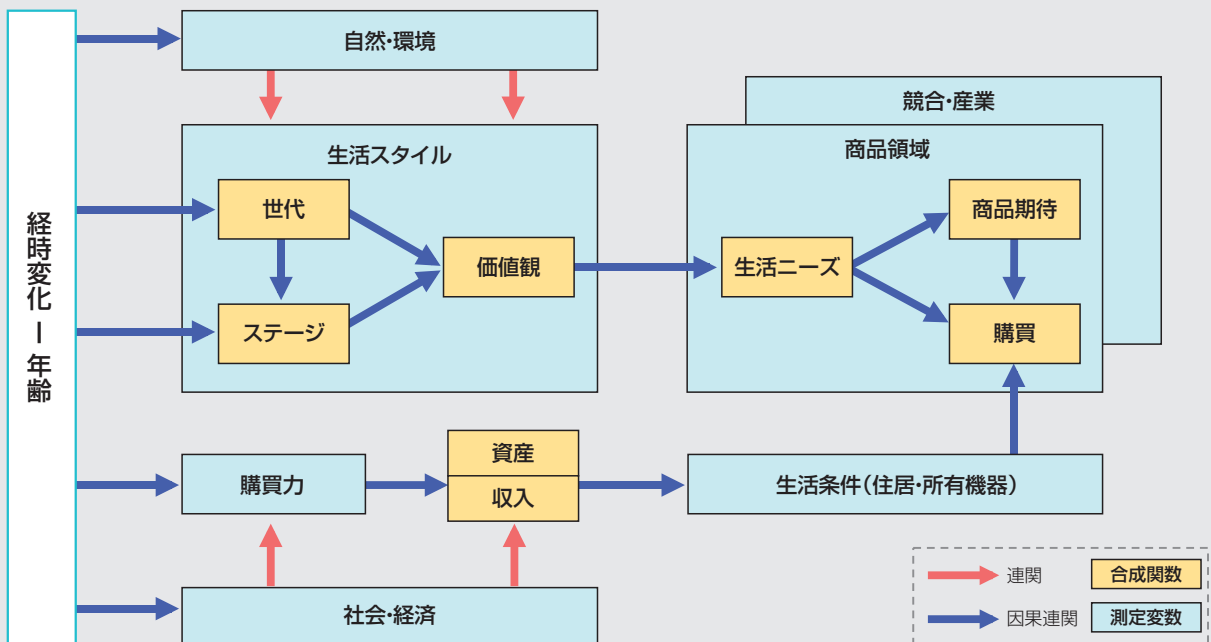 経時変化ー年齢
自然・環境
生活スタイル
世代
ステージ
価値観
競合・産業
商品領域
生活ニーズ
商品期待
購買
購買力
資産
収入
生活条件（住居・所有機器）
社会・経済
連関
合成関数
因果連関
測定変数